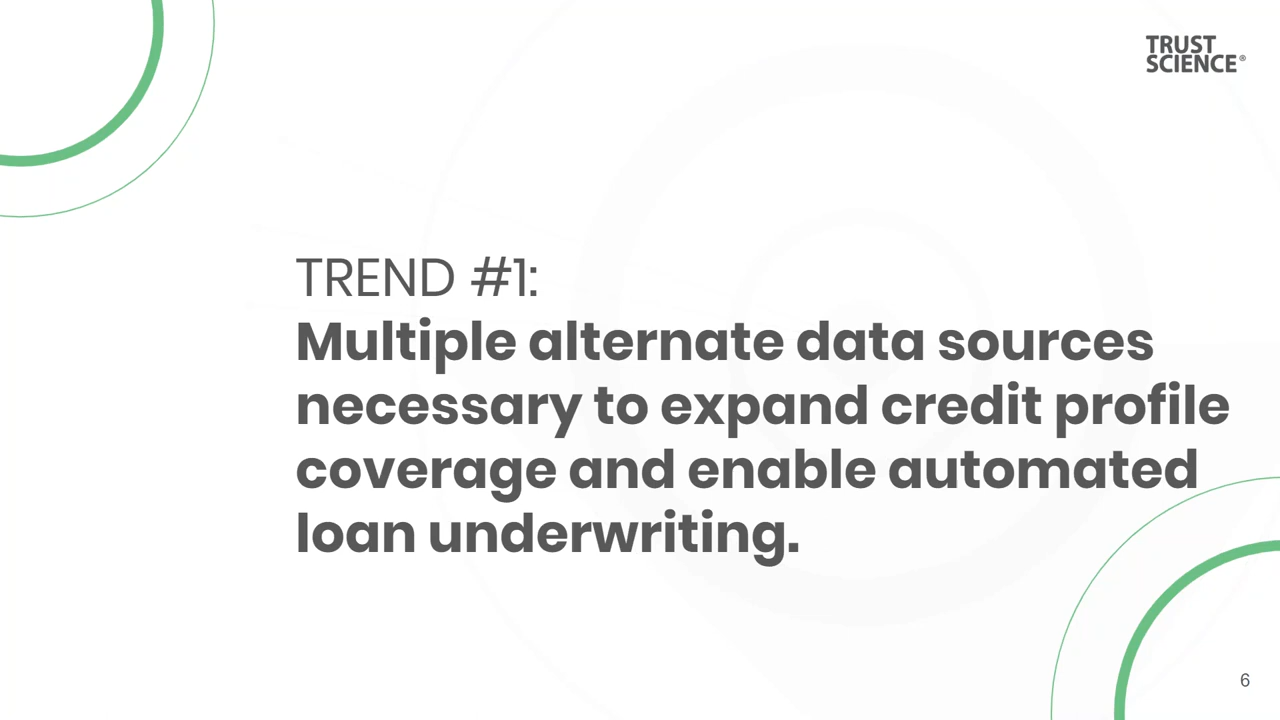 TRUST
SCIENCE®
TREND #1:
Multiple alternate data sources
necessary to expand credit profile
coverage and enable automated
loan underwriting.
6